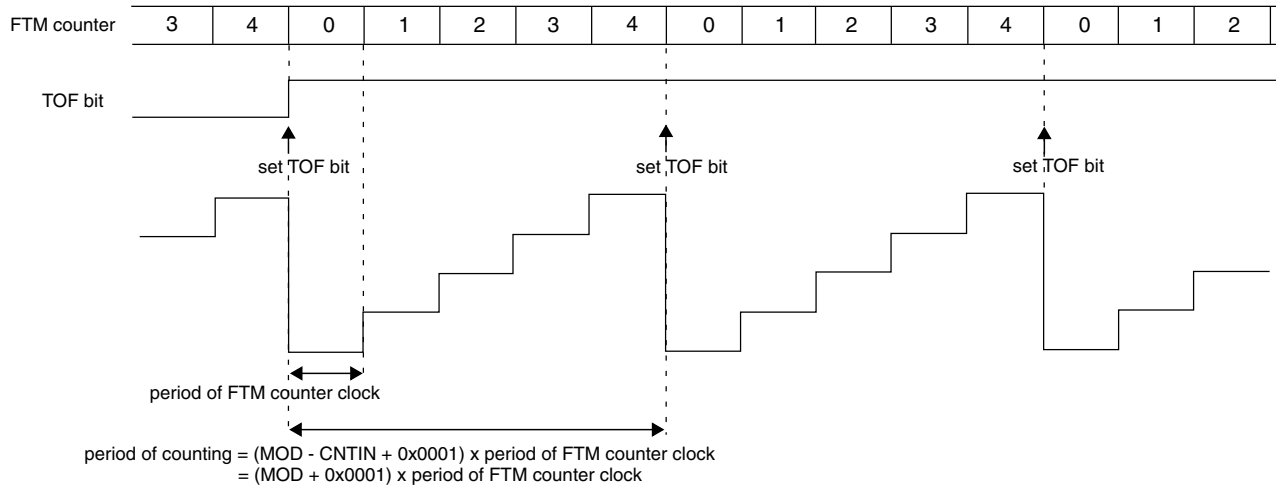 FTM counter 3 4 0 1 2 3 4 0 1 2 3 4 0 1 2
TOF bit
set TOF bit set TOF bit set TOF bit
period of FTM counter clock
period of counting = (MOD - CNTIN + 0x0001) x period of FTM counter clock
= (MOD + 0x0001) x period of FTM counter clock